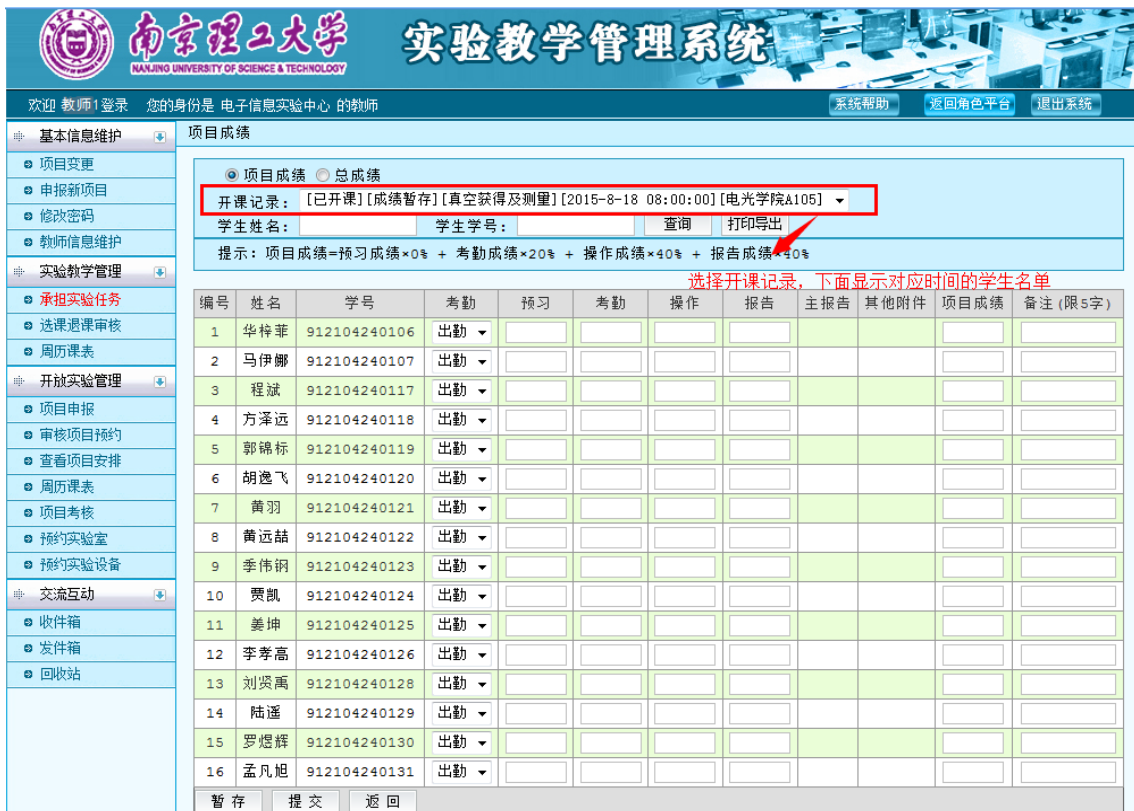 南京理工大学
NANJING UNIVERSITY OF SCIENCE & TECHNOLOGY
实验教学管理系统
欢迎 教师1登录 您的身份是 电子信息实验中心 的教师
系统帮助 返回角色平台 退出系统
基本信息维护
项目变更
申报新项目
修改密码
教师信息维护
实验教学管理
承担实验任务
选课退课审核
周历课表
开放实验管理
项目申报
审核项目预约
查看项目安排
周历课表
项目考核
预约实验室
预约实验设备
交流互动
收件箱
发件箱
回收站
项目成绩
项目成绩 总成绩
开课记录： [已开课][成绩暂存][真空获得及测量][2015-8-18 08:00:00][电光学院A105]
学生姓名： 学生学号： 查询 打印导出
提示：项目成绩=预习成绩×0% + 考勤成绩×20% + 操作成绩×40% + 报告成绩×40%
选择开课记录，下面显示对应时间的学生名单
编号 姓名 学号 考勤 预习 考勤 操作 报告 主报告 其他附件 项目成绩 备注(限5字)
1 华梓菲 912104240106 出勤
2 马伊娜 912104240107 出勤
3 程斌 912104240117 出勤
4 方泽远 912104240118 出勤
5 郭锦标 912104240119 出勤
6 胡逸飞 912104240120 出勤
7 黄羽 912104240121 出勤
8 黄远喆 912104240122 出勤
9 季伟钢 912104240123 出勤
10 贾凯 912104240124 出勤
11 姜坤 912104240125 出勤
12 李孝高 912104240126 出勤
13 刘贤禹 912104240128 出勤
14 陆遥 912104240129 出勤
15 罗煜辉 912104240130 出勤
16 孟凡旭 912104240131 出勤
暂存 提交 返回